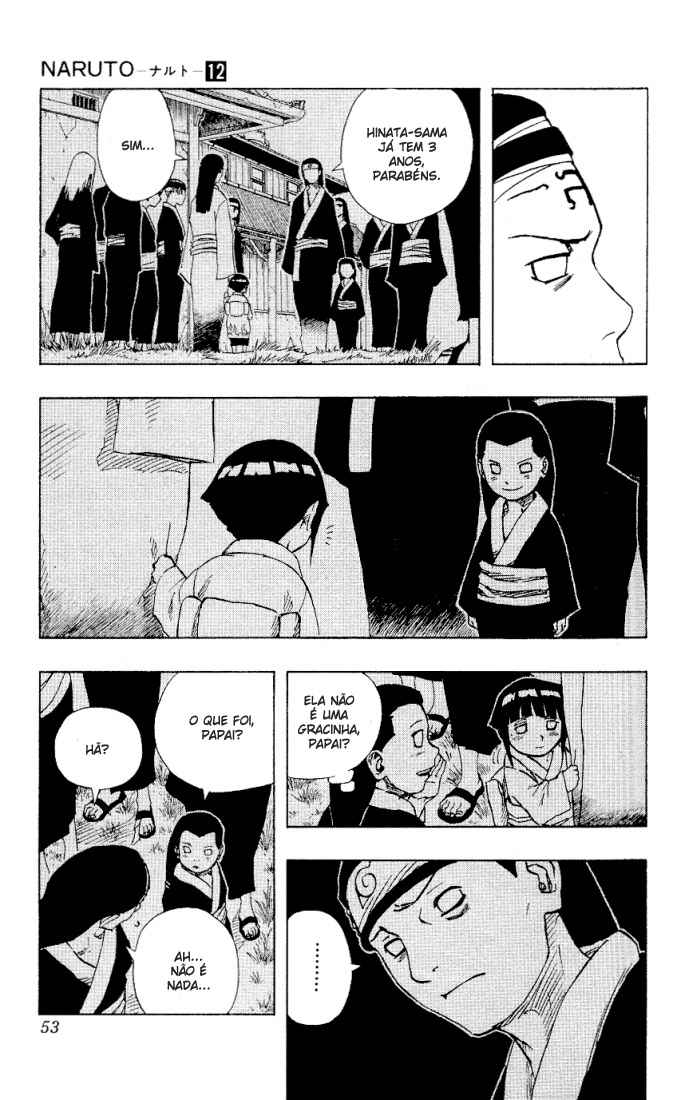 NARUTO—ナルト—12
HINATA-SAMA
JÁ TEM 3
ANOS,
PARABÉNS.
SIM...
ELA NÃO
É UMA
GRACINHA,
PAPAI?
O QUE FOI,
PAPAI?
HÃ?
AH...
NÃO É
NADA...
.........
53